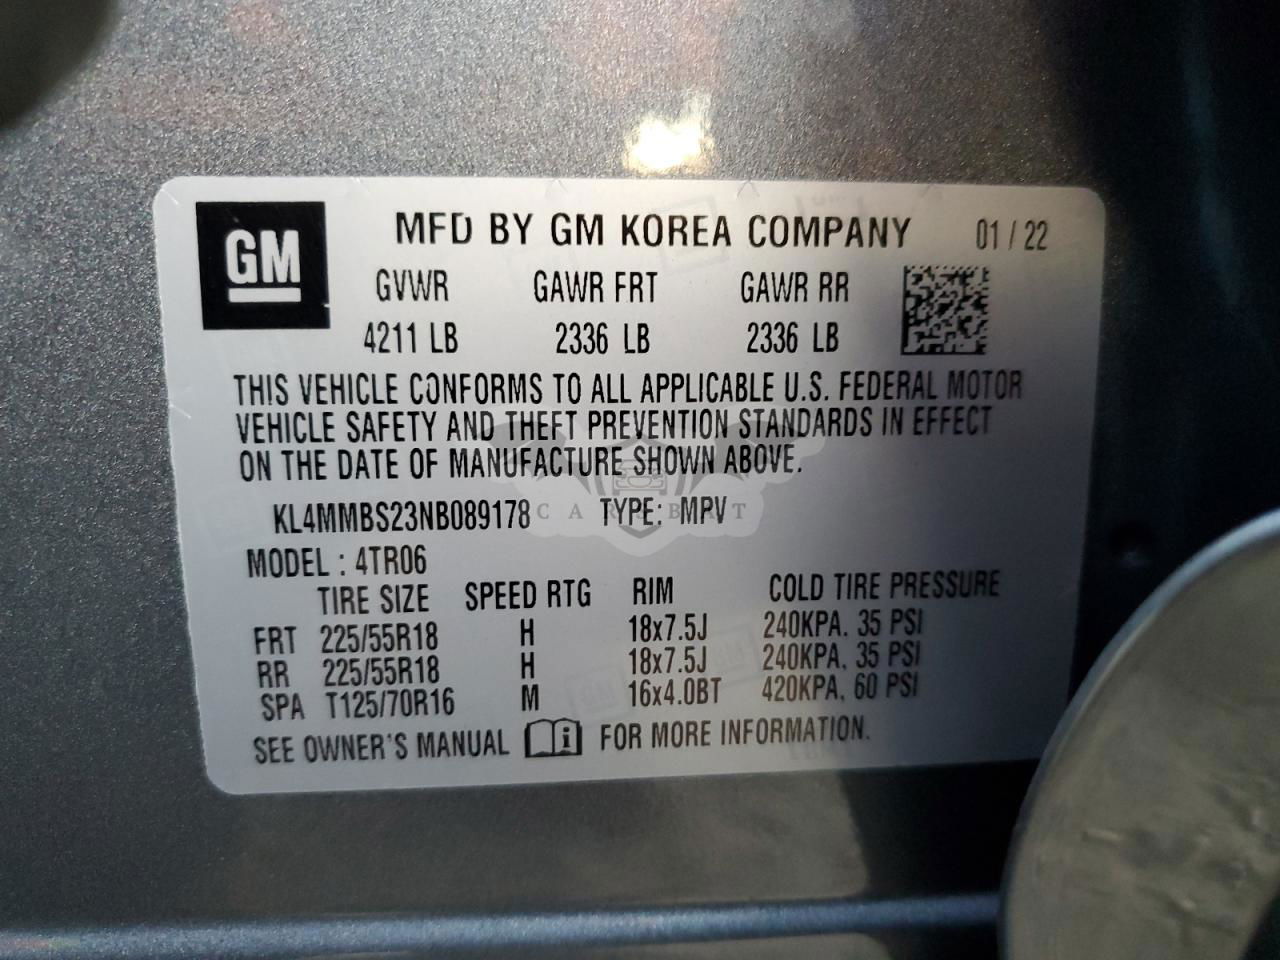 GM
MFD BY GM KOREA COMPANY 01 / 22
GVWR GAWR FRT GAWR RR
4211 LB 2336 LB 2336 LB
THIS VEHICLE CONFORMS TO ALL APPLICABLE U.S. FEDERAL MOTOR
VEHICLE SAFETY AND THEFT PREVENTION STANDARDS IN EFFECT
ON THE DATE OF MANUFACTURE SHOWN ABOVE.
KL4MMBS23NB089178 TYPE: MPV
MODEL : 4TR06
TIRE SIZE SPEED RTG RIM COLD TIRE PRESSURE
FRT 225/55R18 H 18x7.5J 240KPA. 35 PSI
RR 225/55R18 H 18x7.5J 240KPA, 35 PSI
SPA T125/70R16 M 16x4.0BT 420KPA, 60 PSI
SEE OWNER'S MANUAL i FOR MORE INFORMATION.